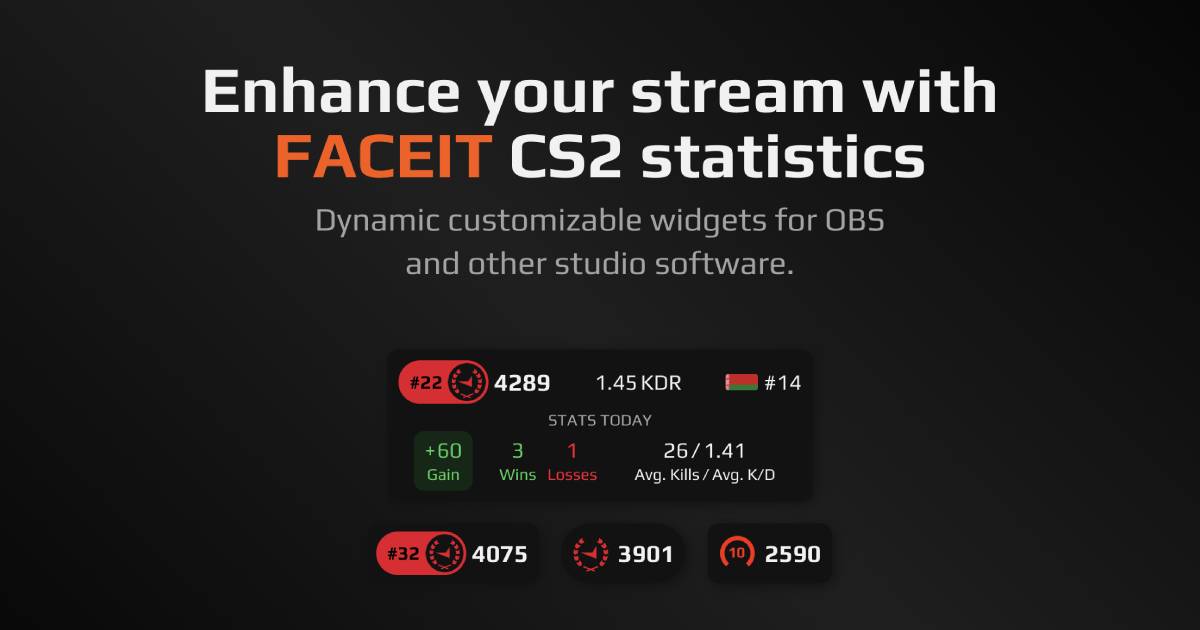 Enhance your stream with
FACEIT CS2 statistics
Dynamic customizable widgets for OBS
and other studio software.
#22 4289 1.45 KDR #14
STATS TODAY
+60 3 1 26 / 1.41
Gain Wins Losses Avg. Kills / Avg. K/D
#32 4075 3901 10 2590